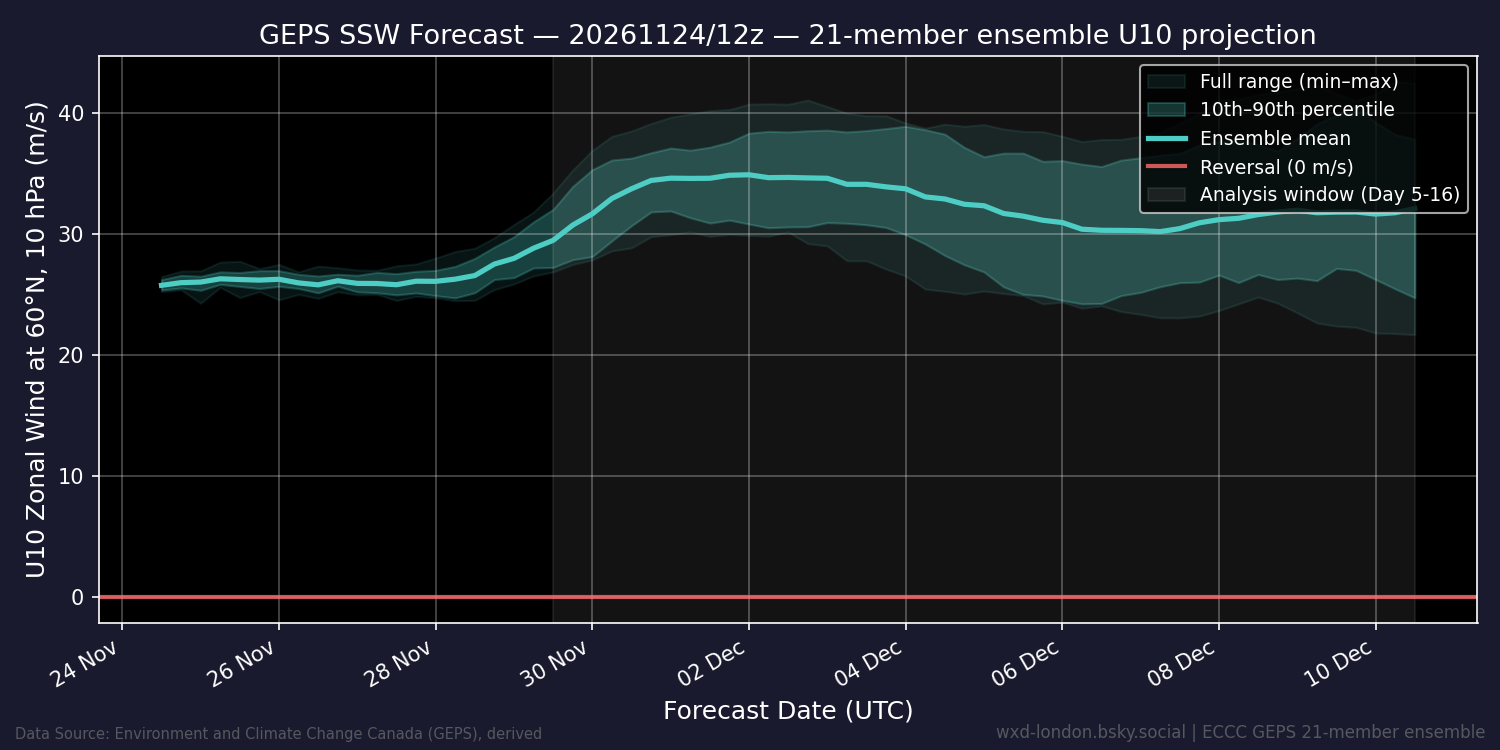 GEPS SSW Forecast — 20261124/12z — 21-member ensemble U10 projection
U10 Zonal Wind at 60°N, 10 hPa (m/s)
40
30
20
10
0
Full range (min–max)
10th–90th percentile
Ensemble mean
Reversal (0 m/s)
Analysis window (Day 5-16)
24 Nov
26 Nov
28 Nov
30 Nov
02 Dec
04 Dec
06 Dec
08 Dec
10 Dec
Forecast Date (UTC)
Data Source: Environment and Climate Change Canada (GEPS), derived
wxd-london.bsky.social | ECCC GEPS 21-member ensemble